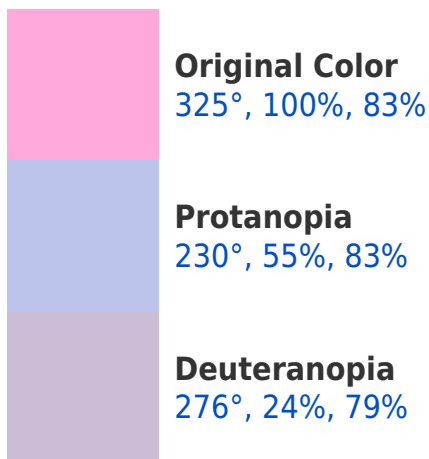 Original Color
325°, 100%, 83%
Protanopia
230°, 55%, 83%
Deuteranopia
276°, 24%, 79%